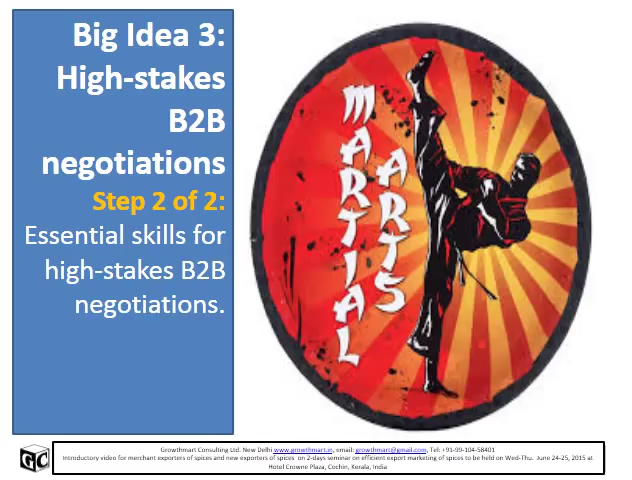 Big Idea 3:
High-stakes
B2B
negotiations
Step 2 of 2:
Essential skills for
high-stakes B2B
negotiations.
MARTIAL
ARTS
GC
Growthmart Consulting Ltd. New Delhi www.growthmart.in, email: growthmart@gmail.com, Tel: +91-99-104-58401
Introductory video for merchant exporters of spices and new exporters of spices on 2-days seminar on efficient export marketing of spices to be held on Wed-Thu. June 24-25, 2015 at
Hotel Crowne Plaza, Cochin, Kerala, India